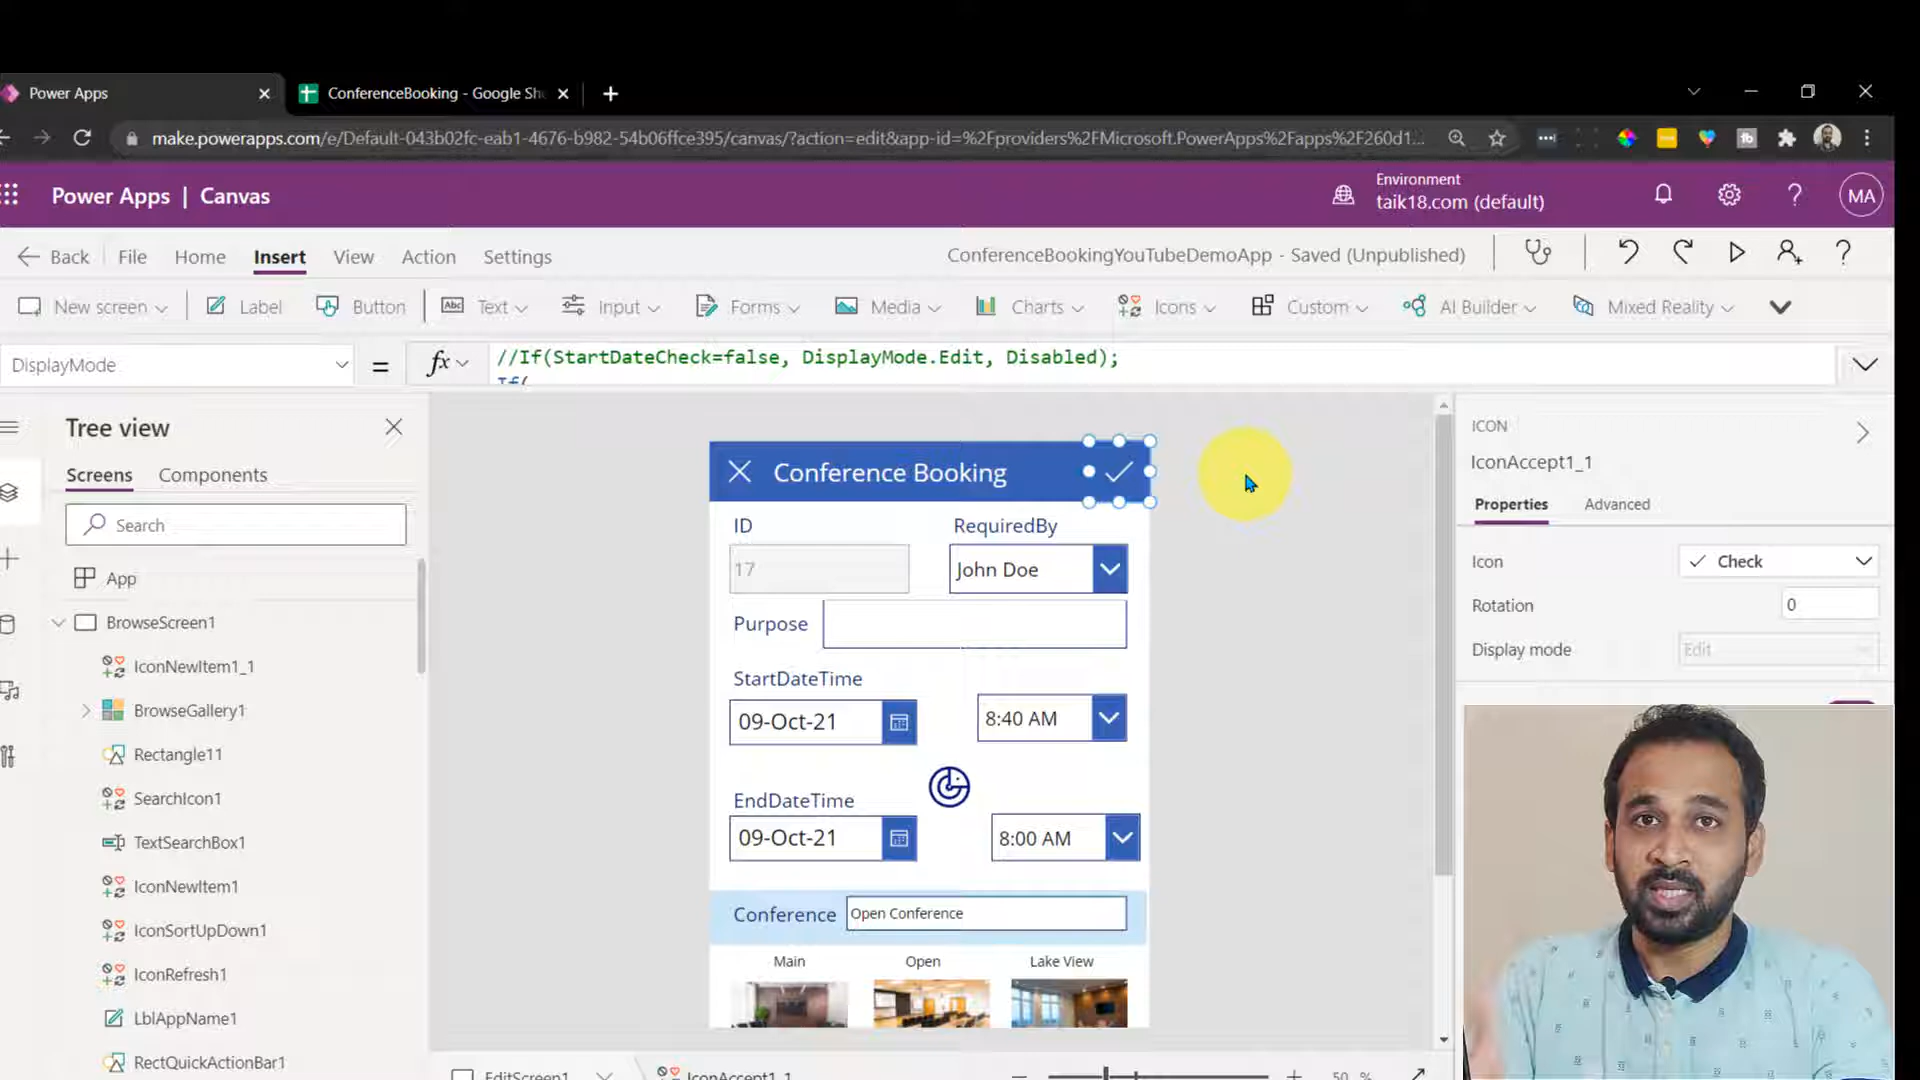 Power Apps
ConferenceBooking - Google She
make.powerapps.com/e/Default-043b02fc-eab1-4676-b982-54b06ffce395/canvas/?action=edit&app-id=%2Fproviders%2FMicrosoft.PowerApps%2Fapps%2F260d1...
Power Apps | Canvas
Environment
taik18.com (default)
MA
Back File Home Insert View Action Settings
ConferenceBookingYouTubeDemoApp - Saved (Unpublished)
New screen Label Button Text Input Forms Media Charts Icons Custom AI Builder Mixed Reality
DisplayMode = fx //If(StartDateCheck=false, DisplayMode.Edit, Disabled);
If(
Tree view
Screens Components
Search
App
BrowseScreen1
IconNewItem1_1
BrowseGallery1
Rectangle11
SearchIcon1
TextSearchBox1
IconNewItem1
IconSortUpDown1
IconRefresh1
LblAppName1
RectQuickActionBar1
Conference Booking
ID RequiredBy
17 John Doe
Purpose
StartDateTime
09-Oct-21 8:40 AM
EndDateTime
09-Oct-21 8:00 AM
Conference Open Conference
Main Open Lake View
EditScreen1 IconAccept1_1 50 %
ICON
IconAccept1_1
Properties Advanced
Icon Check
Rotation 0
Display mode Edit